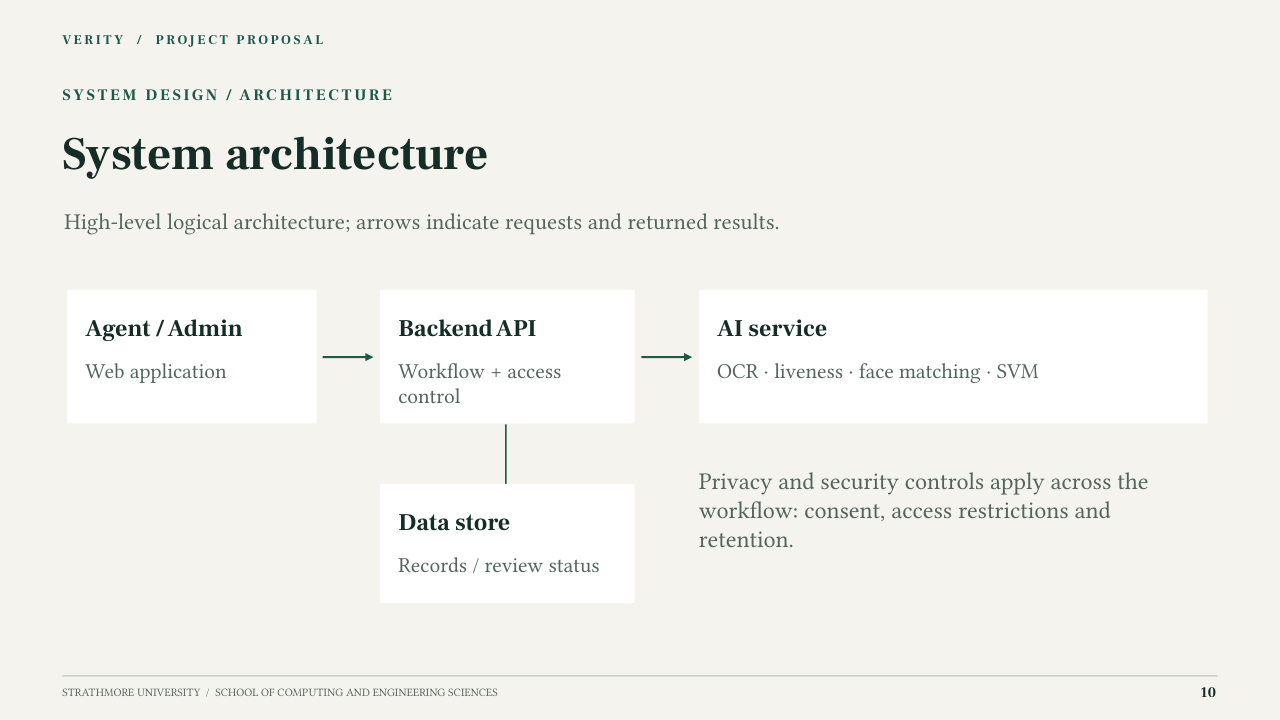 VERITY / PROJECT PROPOSAL
SYSTEM DESIGN / ARCHITECTURE
System architecture
High-level logical architecture; arrows indicate requests and returned results.
Agent / Admin
Web application
Backend API
Workflow + access
control
AI service
OCR · liveness · face matching · SVM
Data store
Records / review status
Privacy and security controls apply across the
workflow: consent, access restrictions and
retention.
STRATHMORE UNIVERSITY / SCHOOL OF COMPUTING AND ENGINEERING SCIENCES
10